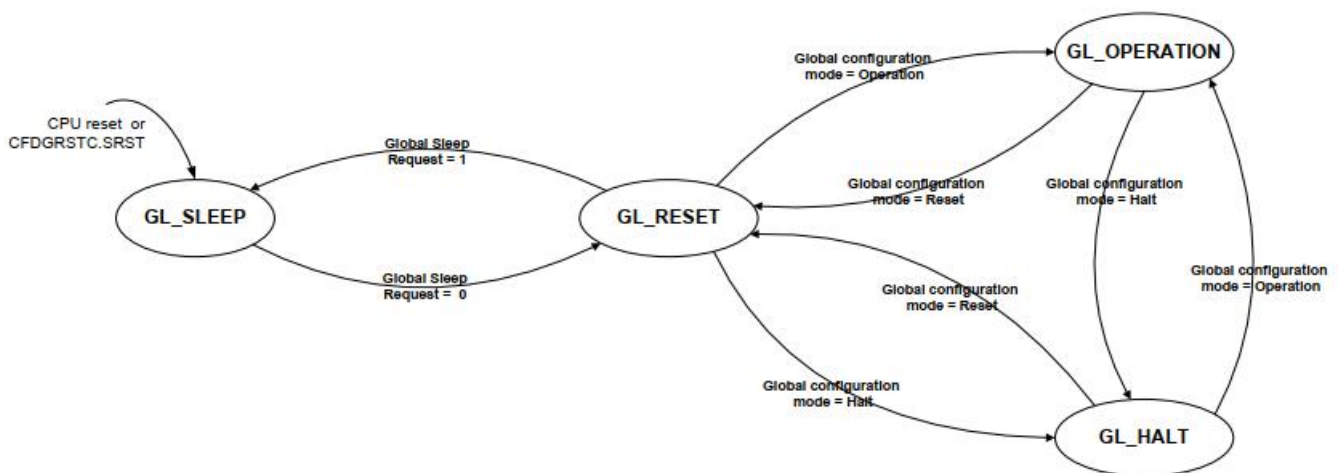 GL_OPERATION
Global configuration
mode = Operation
CPU reset or
CFDGRSTC.SRST
Global Sleep
Request = 1
Global configuration
mode = Reset
Global configuration
mode = Halt
GL_SLEEP
GL_RESET
Global Sleep
Request = 0
Global configuration
mode = Reset
Global configuration
mode = Operation
Global configuration
mode = Halt
GL_HALT